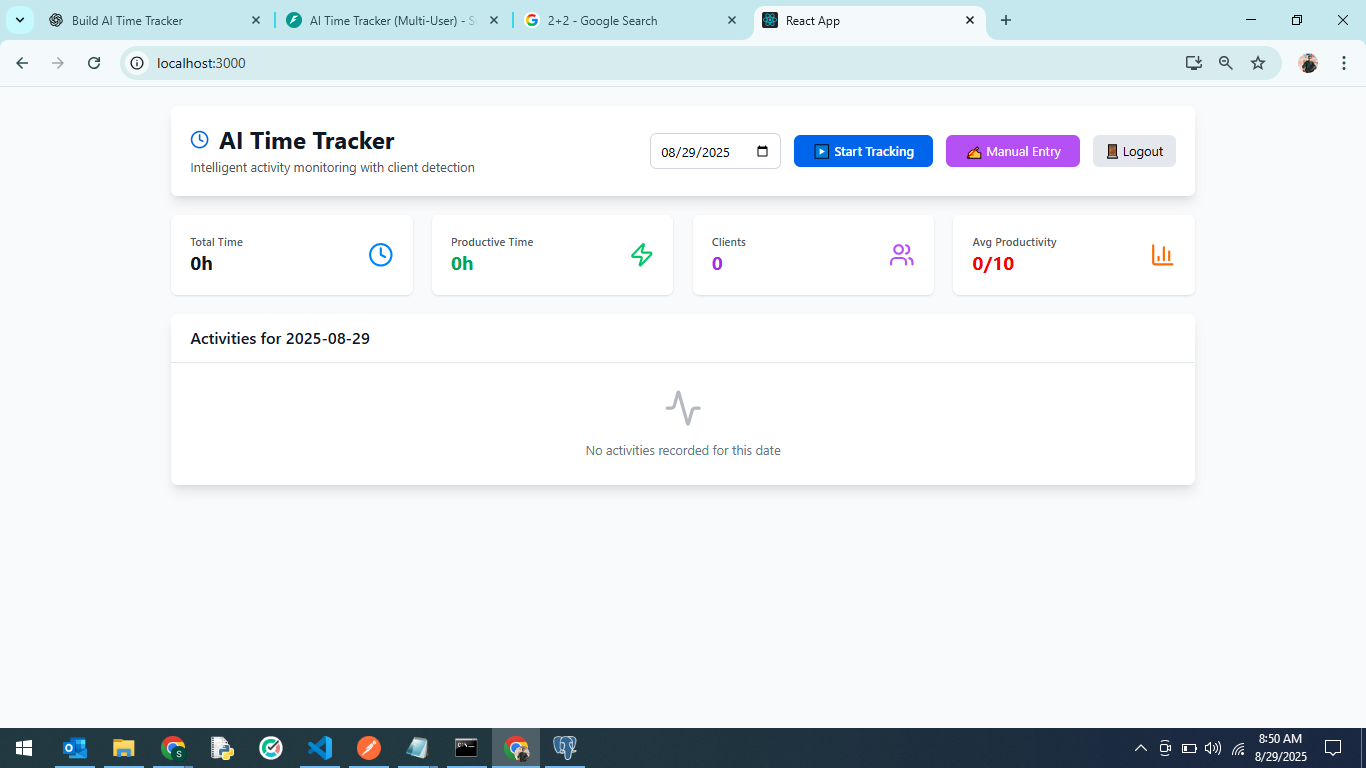 Build AI Time Tracker
AI Time Tracker (Multi-User) - S
2+2 - Google Search
React App
localhost:3000
AI Time Tracker
Intelligent activity monitoring with client detection
08/29/2025
Start Tracking
Manual Entry
Logout
Total Time
0h
Productive Time
0h
Clients
0
Avg Productivity
0/10
Activities for 2025-08-29
No activities recorded for this date
8:50 AM
8/29/2025